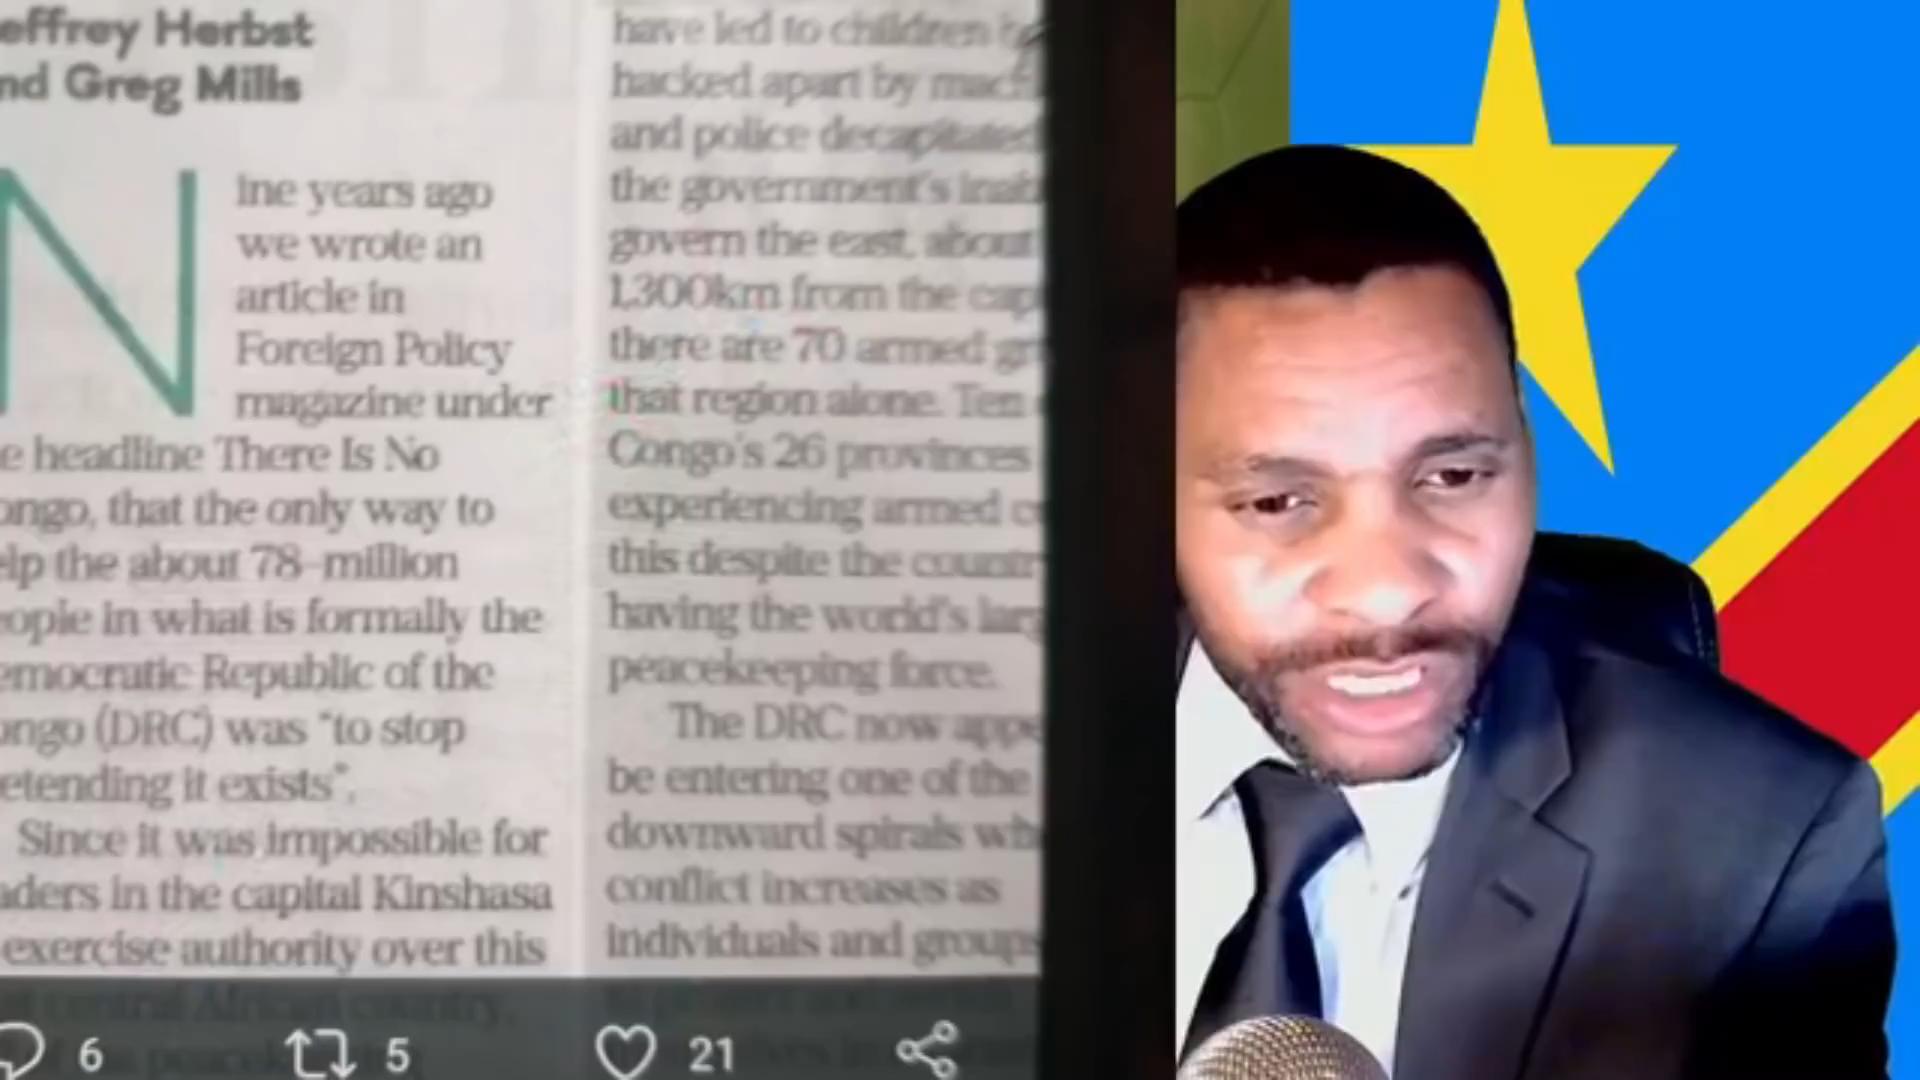 effrey Herbst
nd Greg Mills
Nine years ago
we wrote an
article in
Foreign Policy
magazine under
e headline There Is No
ongo, that the only way to
elp the about 78-million
eople in what is formally the
emocratic Republic of the
ongo (DRC) was "to stop
etending it exists".
Since it was impossible for
aders in the capital Kinshasa
exercise authority over this
central African country,
have led to children
hacked apart by
and police decapitated
the government's
govern the east, about
1,300km from the
there are 70 armed
that region alone. Ten
Congo's 26 provinces
experiencing armed
this despite the
having the world's
peacekeeping force.
The DRC now
be entering one of the
downward spirals
conflict increases as
individuals and groups
6
5
21